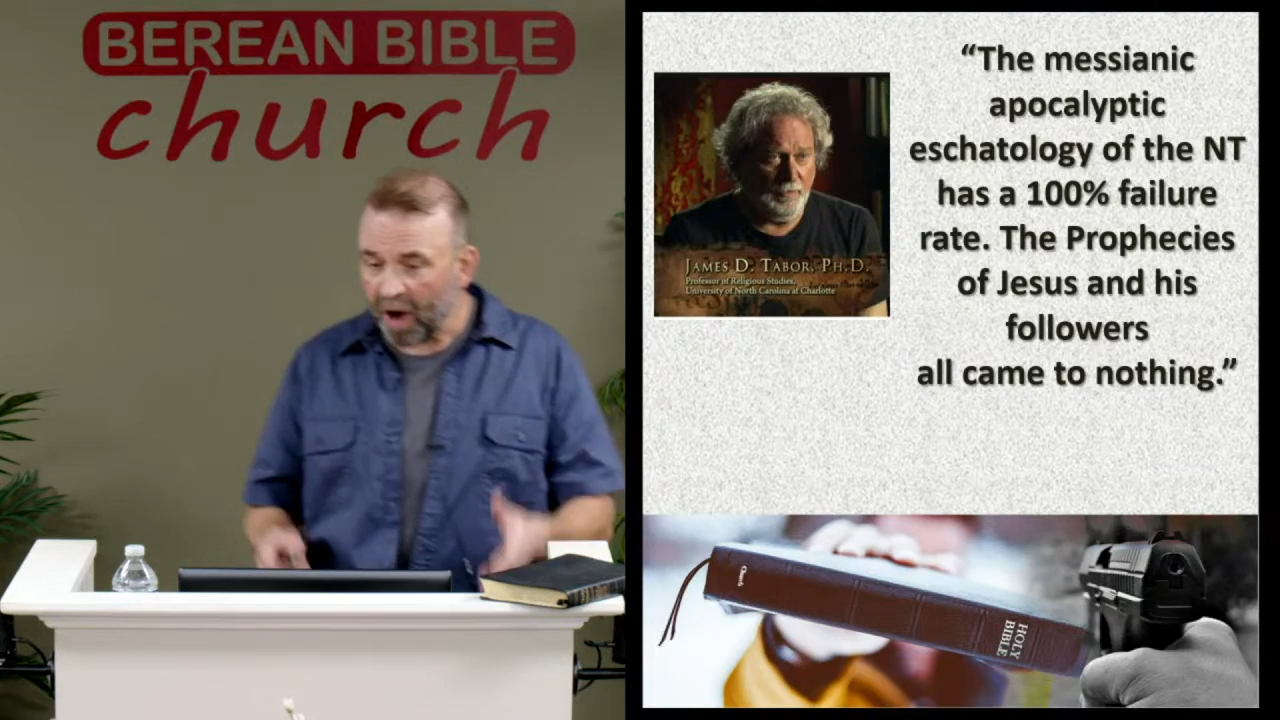 BEREAN BIBLE
church
“The messianic
apocalyptic
eschatology of the NT
has a 100% failure
rate. The Prophecies
of Jesus and his
followers
all came to nothing.”
JAMES D. TABOR, PH.D.
Professor of Religious Studies,
University of North Carolina at Charlotte
Church
HOLY
BIBLE